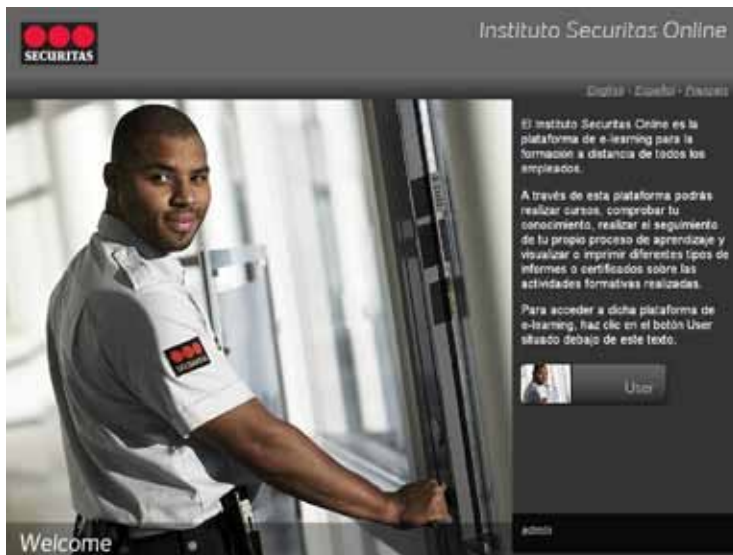 SECURITAS
Instituto Securitas Online
English - Español - Français
El Instituto Securitas Online es la
plataforma de e-learning para la
formación a distancia de todos los
empleados.
A través de esta plataforma podrás
realizar cursos, comprobar tu
conocimiento, realizar el seguimiento
de tu propio proceso de aprendizaje y
visualizar o imprimir diferentes tipos de
informes o certificados sobre las
actividades formativas realizadas.
Para acceder a dicha plataforma de
e-learning, haz clic en el botón User
situado debajo de este texto.
User
SECURITAS
admin
Welcome